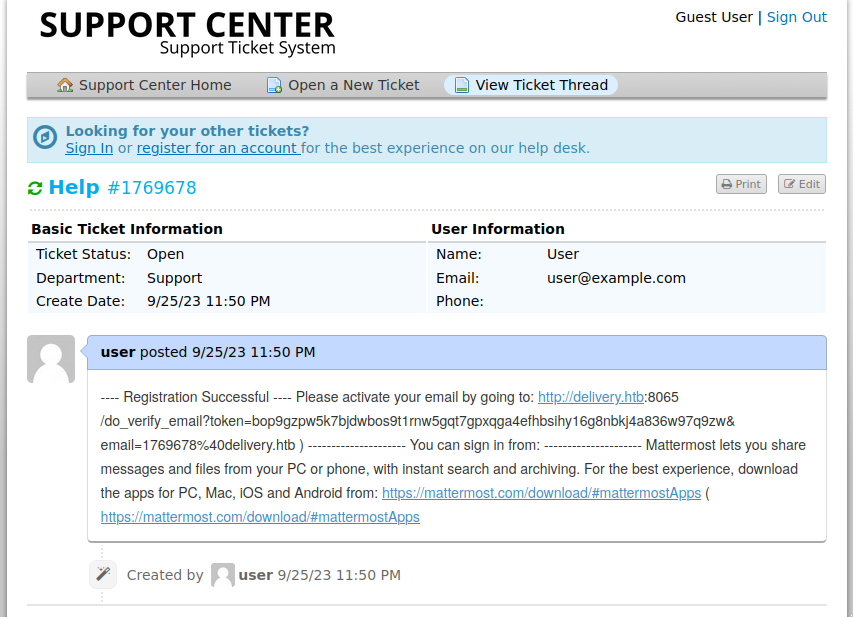 SUPPORT CENTER
Support Ticket System
Guest User | Sign Out
Support Center Home
Open a New Ticket
View Ticket Thread
Looking for your other tickets?
Sign In or register for an account for the best experience on our help desk.
Help #1769678
Print
Edit
Basic Ticket Information
Ticket Status: Open
Department: Support
Create Date: 9/25/23 11:50 PM
User Information
Name: User
Email: user@example.com
Phone:
user posted 9/25/23 11:50 PM
---- Registration Successful ---- Please activate your email by going to: http://delivery.htb:8065
/do_verify_email?token=bop9gzpw5k7bjdwbos9t1rnw5gqt7gpxqga4efhbsihy16g8nbkj4a836w97q9zw&
email=1769678%40delivery.htb ) --------------------- You can sign in from: --------------------- Mattermost lets you share
messages and files from your PC or phone, with instant search and archiving. For the best experience, download
the apps for PC, Mac, iOS and Android from: https://mattermost.com/download/#mattermostApps (
https://mattermost.com/download/#mattermostApps
Created by user 9/25/23 11:50 PM